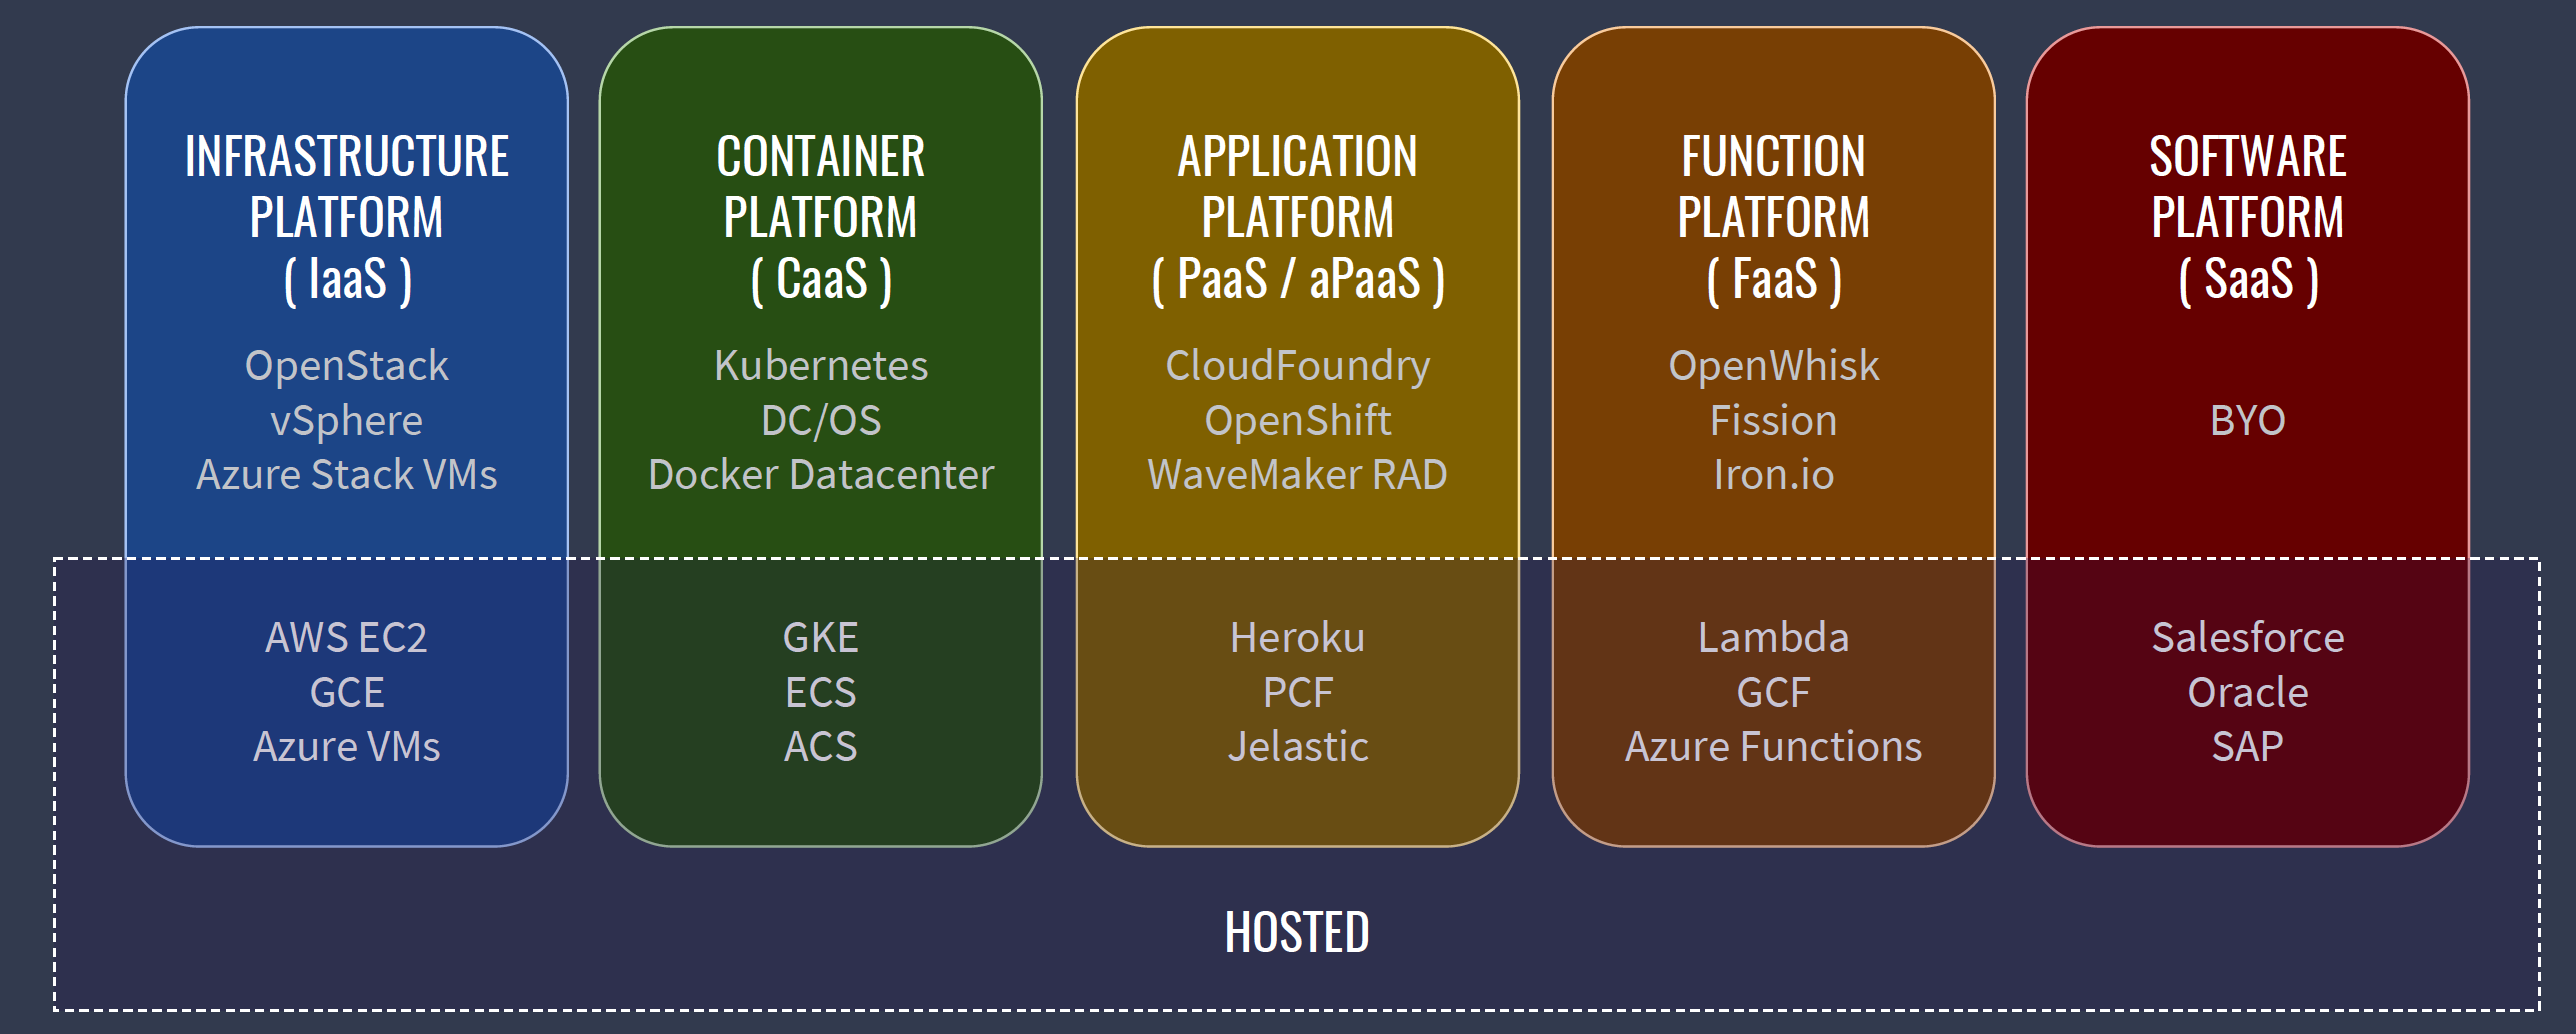 INFRASTRUCTURE
PLATFORM
( IaaS )
OpenStack
vSphere
Azure Stack VMs
AWS EC2
GCE
Azure VMs
CONTAINER
PLATFORM
( CaaS )
Kubernetes
DC/OS
Docker Datacenter
GKE
ECS
ACS
APPLICATION
PLATFORM
( PaaS / aPaaS )
CloudFoundry
OpenShift
WaveMaker RAD
Heroku
PCF
Jelastic
FUNCTION
PLATFORM
( FaaS )
OpenWhisk
Fission
Iron.io
Lambda
GCF
Azure Functions
SOFTWARE
PLATFORM
( SaaS )
BYO
Salesforce
Oracle
SAP
HOSTED